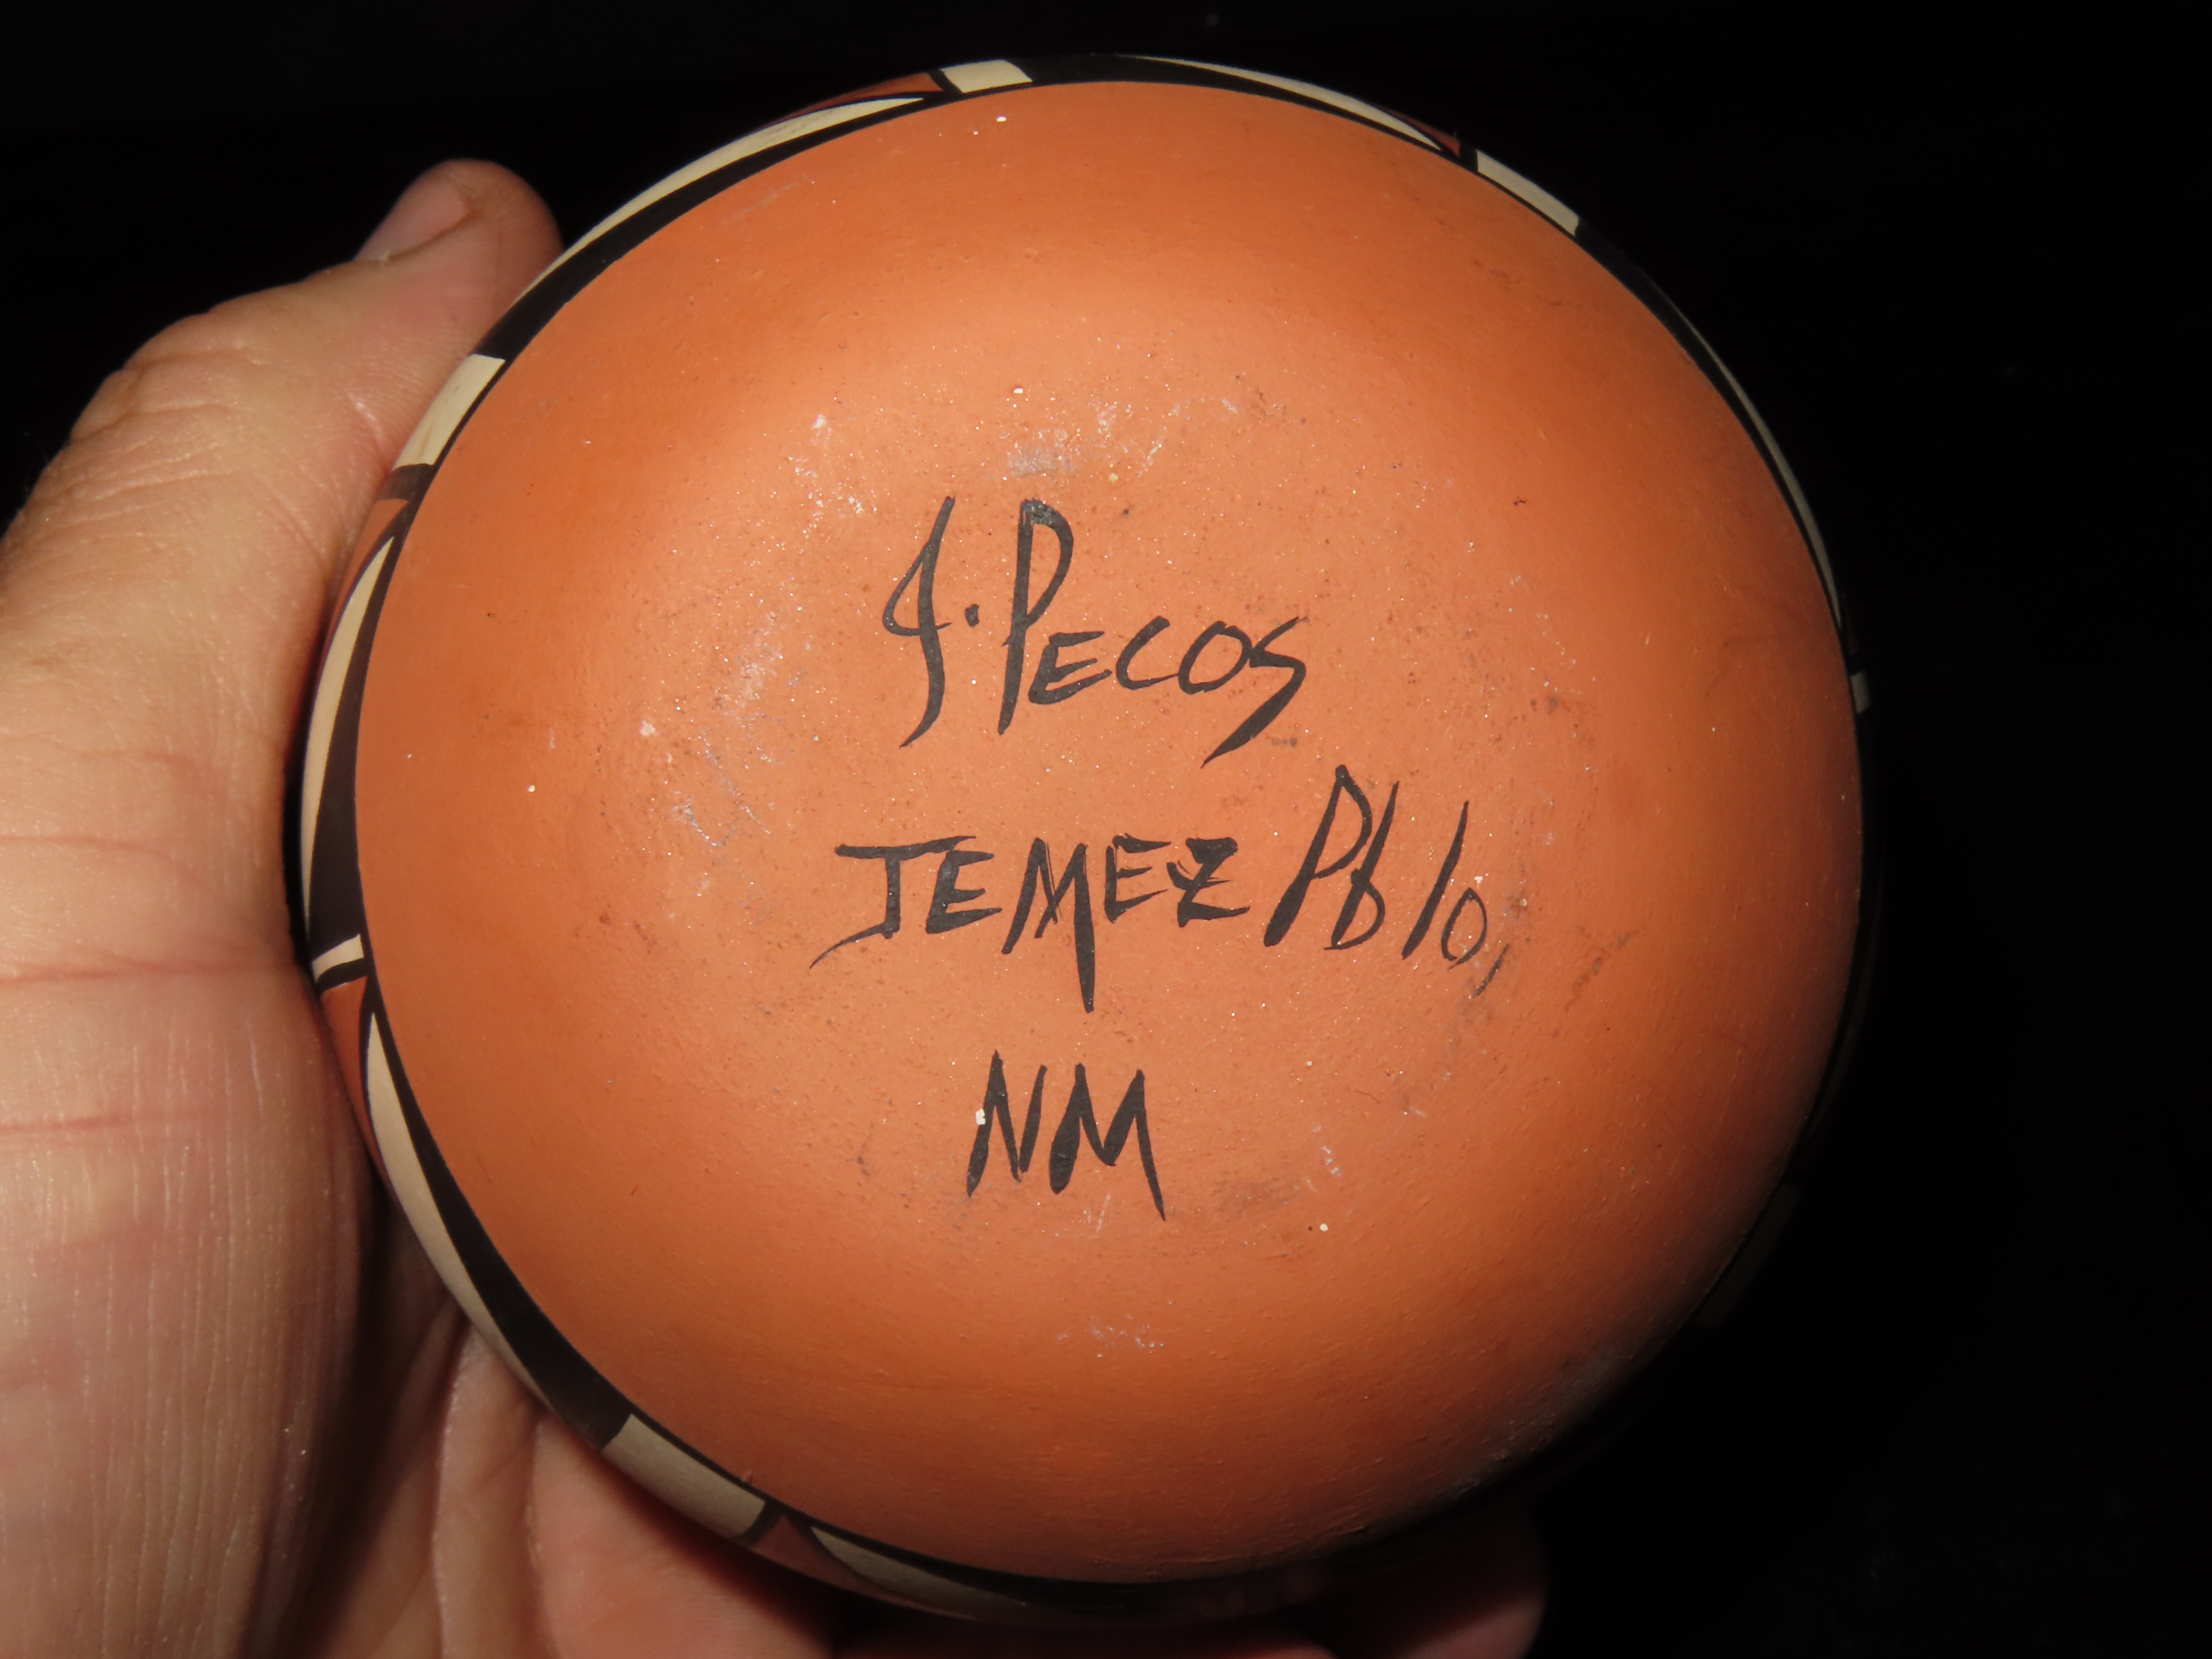 J. PECOS
JEMEZ Pblo,
NM